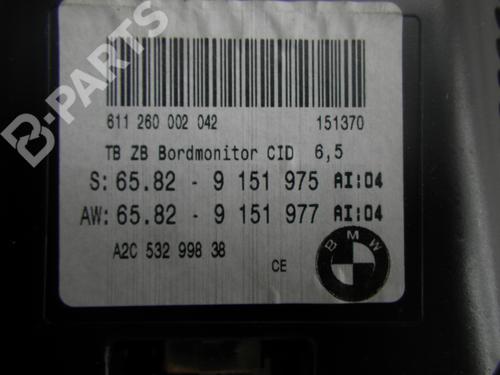 B-PARTS
611 260 002 042 151370
TB ZB Bordmonitor CID 6,5
S: 65.82 - 9 151 975 AI:04
AW: 65.82 - 9 151 977 AI:04
A2C 532 998 38
CE
BMW